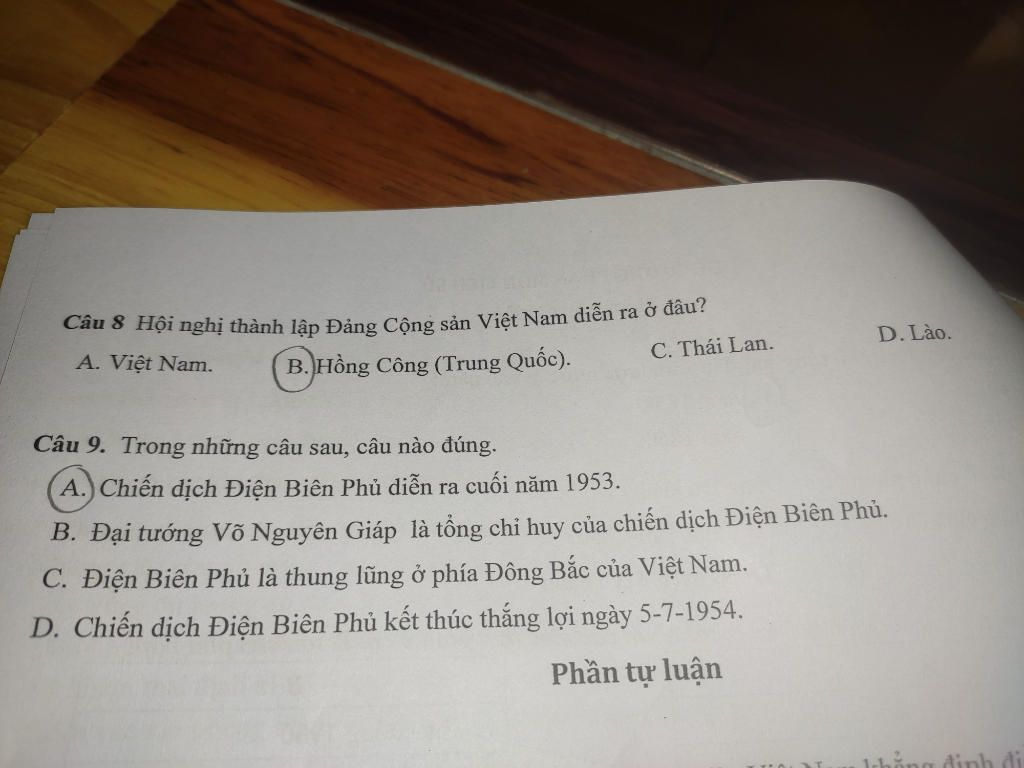 Câu 8 Hội nghị thành lập Đảng Cộng sản Việt Nam diễn ra ở đâu?
A. Việt Nam. B. Hồng Công (Trung Quốc). C. Thái Lan. D. Lào.
Câu 9. Trong những câu sau, câu nào đúng.
A. Chiến dịch Điện Biên Phủ diễn ra cuối năm 1953.
B. Đại tướng Võ Nguyên Giáp là tổng chỉ huy của chiến dịch Điện Biên Phủ.
C. Điện Biên Phủ là thung lũng ở phía Đông Bắc của Việt Nam.
D. Chiến dịch Điện Biên Phủ kết thúc thắng lợi ngày 5-7-1954.
Phần tự luận
Việt Nam khẳng định